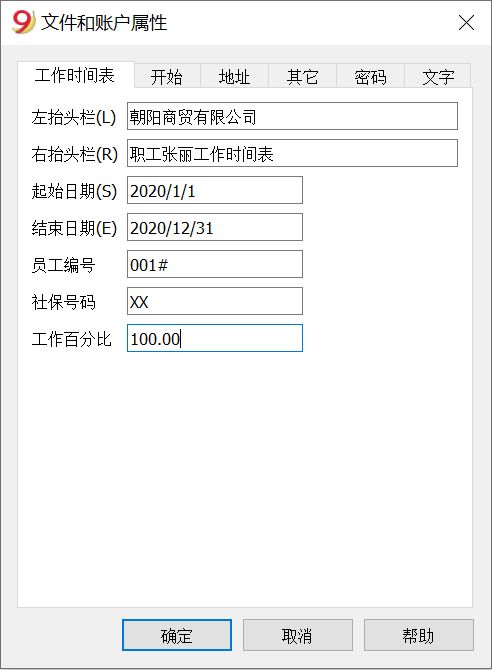 9 文件和账户属性
工作时间表 开始 地址 其它 密码 文字
左抬头栏(L) 朝阳商贸有限公司
右抬头栏(R) 职工张丽工作时间表
起始日期(S) 2020/1/1
结束日期(E) 2020/12/31
员工编号 001#
社保号码 XX
工作百分比 100.00
确定 取消 帮助